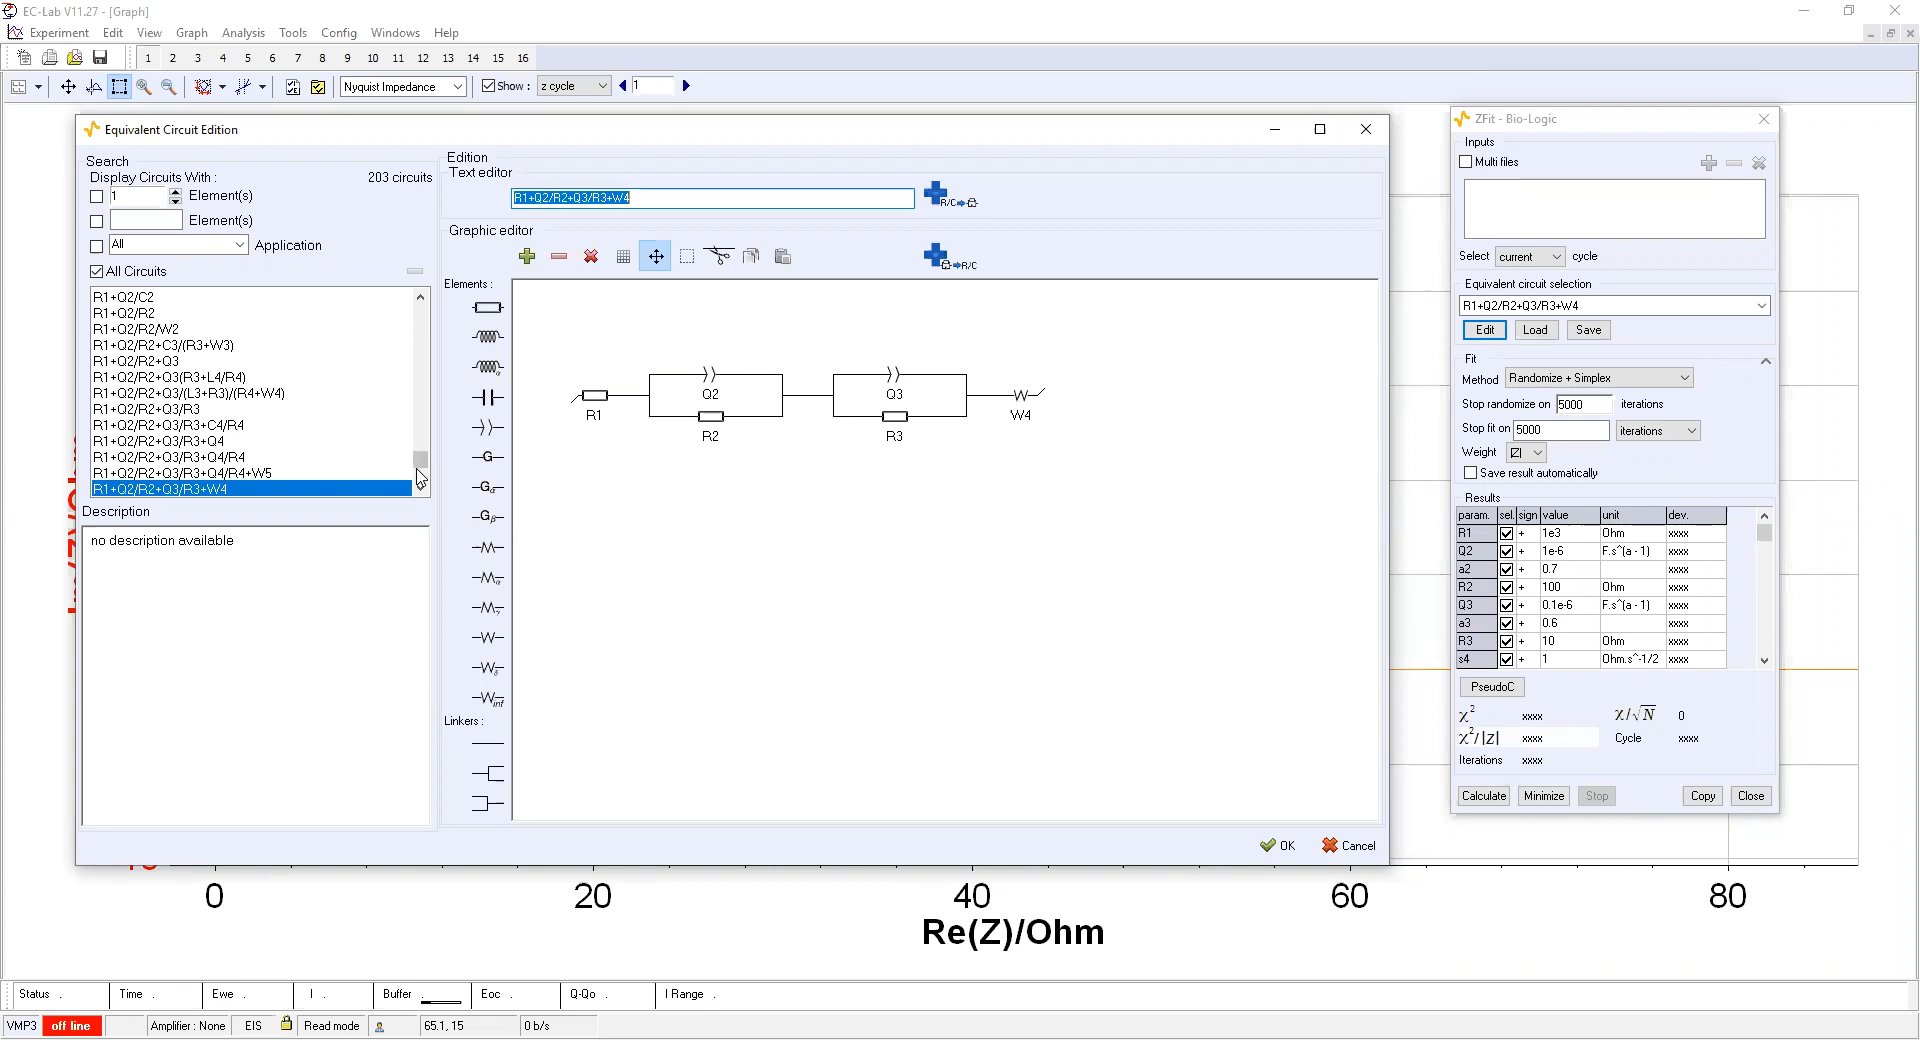 EC-Lab V11.27 - [Graph]
Experiment Edit View Graph Analysis Tools Config Windows Help
1 2 3 4 5 6 7 8 9 10 11 12 13 14 15 16
Nyquist Impedance Show : z cycle 1
Equivalent Circuit Edition
Search
Display Circuits With : 203 circuits
1 Element(s)
Element(s)
All Application
All Circuits
R1+Q2/C2
R1+Q2/R2
R1+Q2/R2/W2
R1+Q2/R2+C3/(R3+W3)
R1+Q2/R2+Q3
R1+Q2/R2+Q3(R3+L4/R4)
R1+Q2/R2+Q3/(L3+R3)/(R4+W4)
R1+Q2/R2+Q3/R3
R1+Q2/R2+Q3/R3+C4/R4
R1+Q2/R2+Q3/R3+Q4
R1+Q2/R2+Q3/R3+Q4/R4
R1+Q2/R2+Q3/R3+Q4/R4+W5
R1+Q2/R2+Q3/R3+W4
Description
no description available
Edition
Text editor
R1+Q2/R2+Q3/R3+W4
R/C
Graphic editor
R/C
Elements :
G
Gα
Gβ
M
Mα
Mγ
W
Wδ
Winf
Linkers :
R1
Q2
R2
Q3
R3
W
W4
OK Cancel
ZFit - Bio-Logic
Inputs
Multi files
Select current cycle
Equivalent circuit selection
R1+Q2/R2+Q3/R3+W4
Edit Load Save
Fit
Method Randomize + Simplex
Stop randomize on 5000 iterations
Stop fit on 5000 iterations
Weight |Z|
Save result automatically
Results
param. sel. sign value unit dev.
R1 + 1e3 Ohm xxxx
Q2 + 1e-6 F.s^(a - 1) xxxx
a2 + 0.7 xxxx
R2 + 100 Ohm xxxx
Q3 + 0.1e-6 F.s^(a - 1) xxxx
a3 + 0.6 xxxx
R3 + 10 Ohm xxxx
s4 + 1 Ohm.s^-1/2 xxxx
PseudoC
χ² xxxx χ/√N 0
χ²/|Z| xxxx Cycle xxxx
Iterations xxxx
Calculate Minimize Stop Copy Close
0 20 40 60 80
Re(Z)/Ohm
Status . Time . Ewe . I . Buffer . Eoc . Q-Qo . I Range .
VMP3 off line Amplifier : None EIS Read mode 65.1, 15 0 b/s